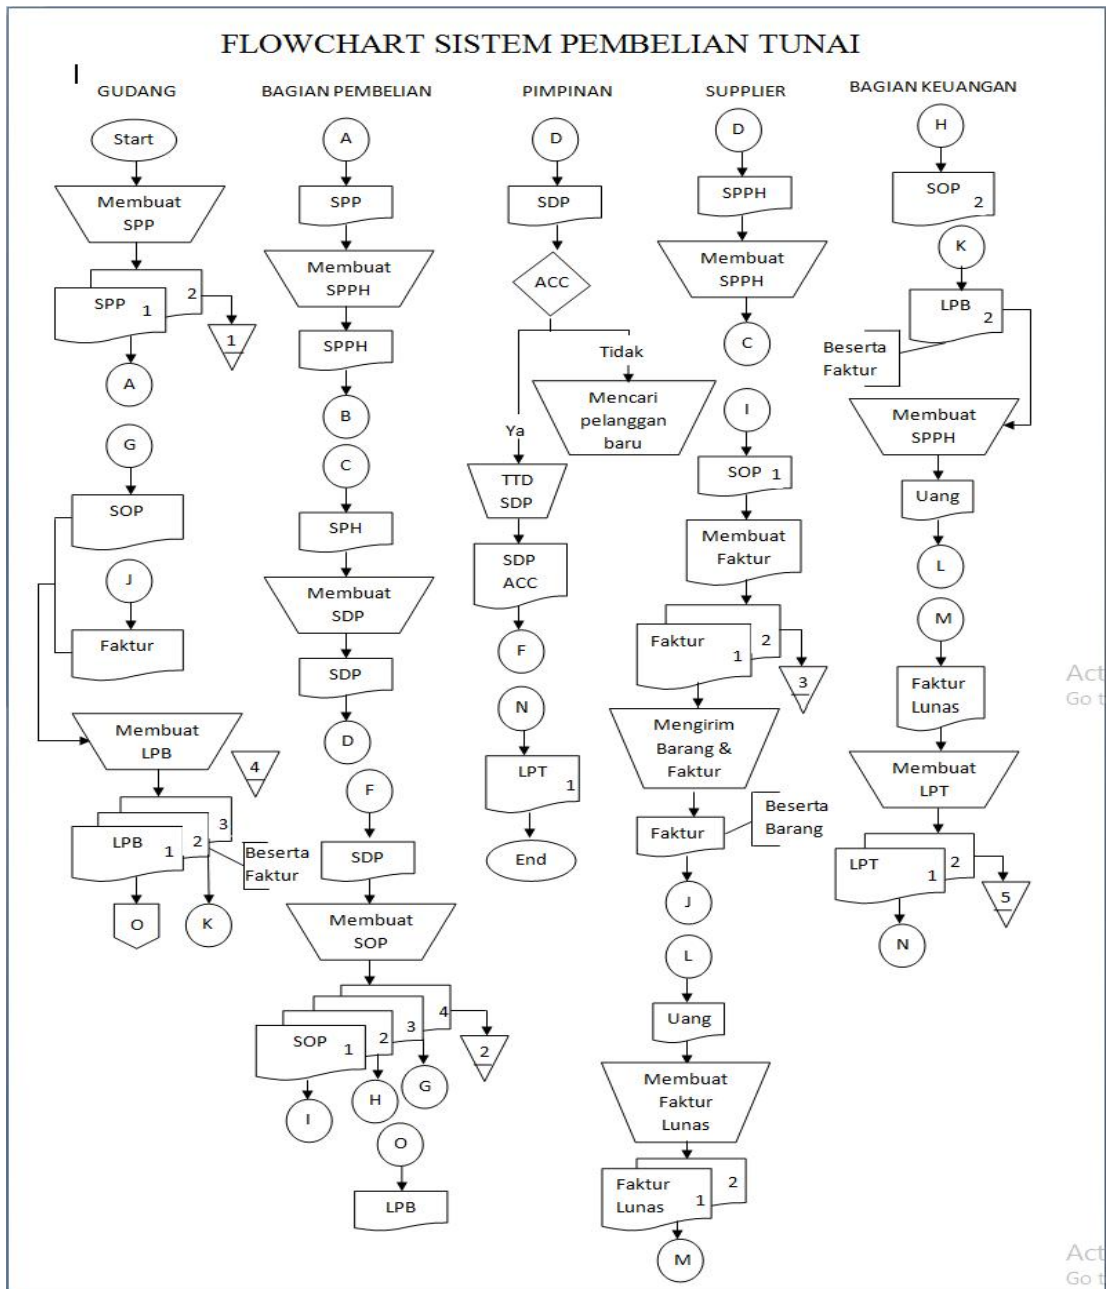 FLOWCHART SISTEM PEMBELIAN TUNAI
GUDANG
Start
Membuat
SPP
SPP 1
2
1
A
G
SOP
J
Faktur
Membuat
LPB
4
LPB 1
2
3
Beserta
Faktur
O
K
BAGIAN PEMBELIAN
A
SPP
Membuat
SPPH
SPPH
B
C
SPH
Membuat
SDP
SDP
D
F
SDP
Membuat
SOP
SOP 1
2
3
4
2
I
H
G
O
LPB
PIMPINAN
D
SDP
ACC
Tidak
Mencari
pelanggan
baru
Ya
TTD
SDP
SDP
ACC
F
N
LPT
1
End
SUPPLIER
D
SPPH
Membuat
SPPH
C
I
SOP 1
Membuat
Faktur
Faktur
1
2
3
Mengirim
Barang &
Faktur
Faktur
Beserta
Barang
J
L
Uang
Membuat
Faktur
Lunas
Faktur
Lunas 1
2
M
BAGIAN KEUANGAN
H
SOP
2
K
LPB
2
Beserta
Faktur
Membuat
SPPH
Uang
L
M
Faktur
Lunas
Membuat
LPT
LPT
1
2
5
N
Act
Go t
Act
Go t